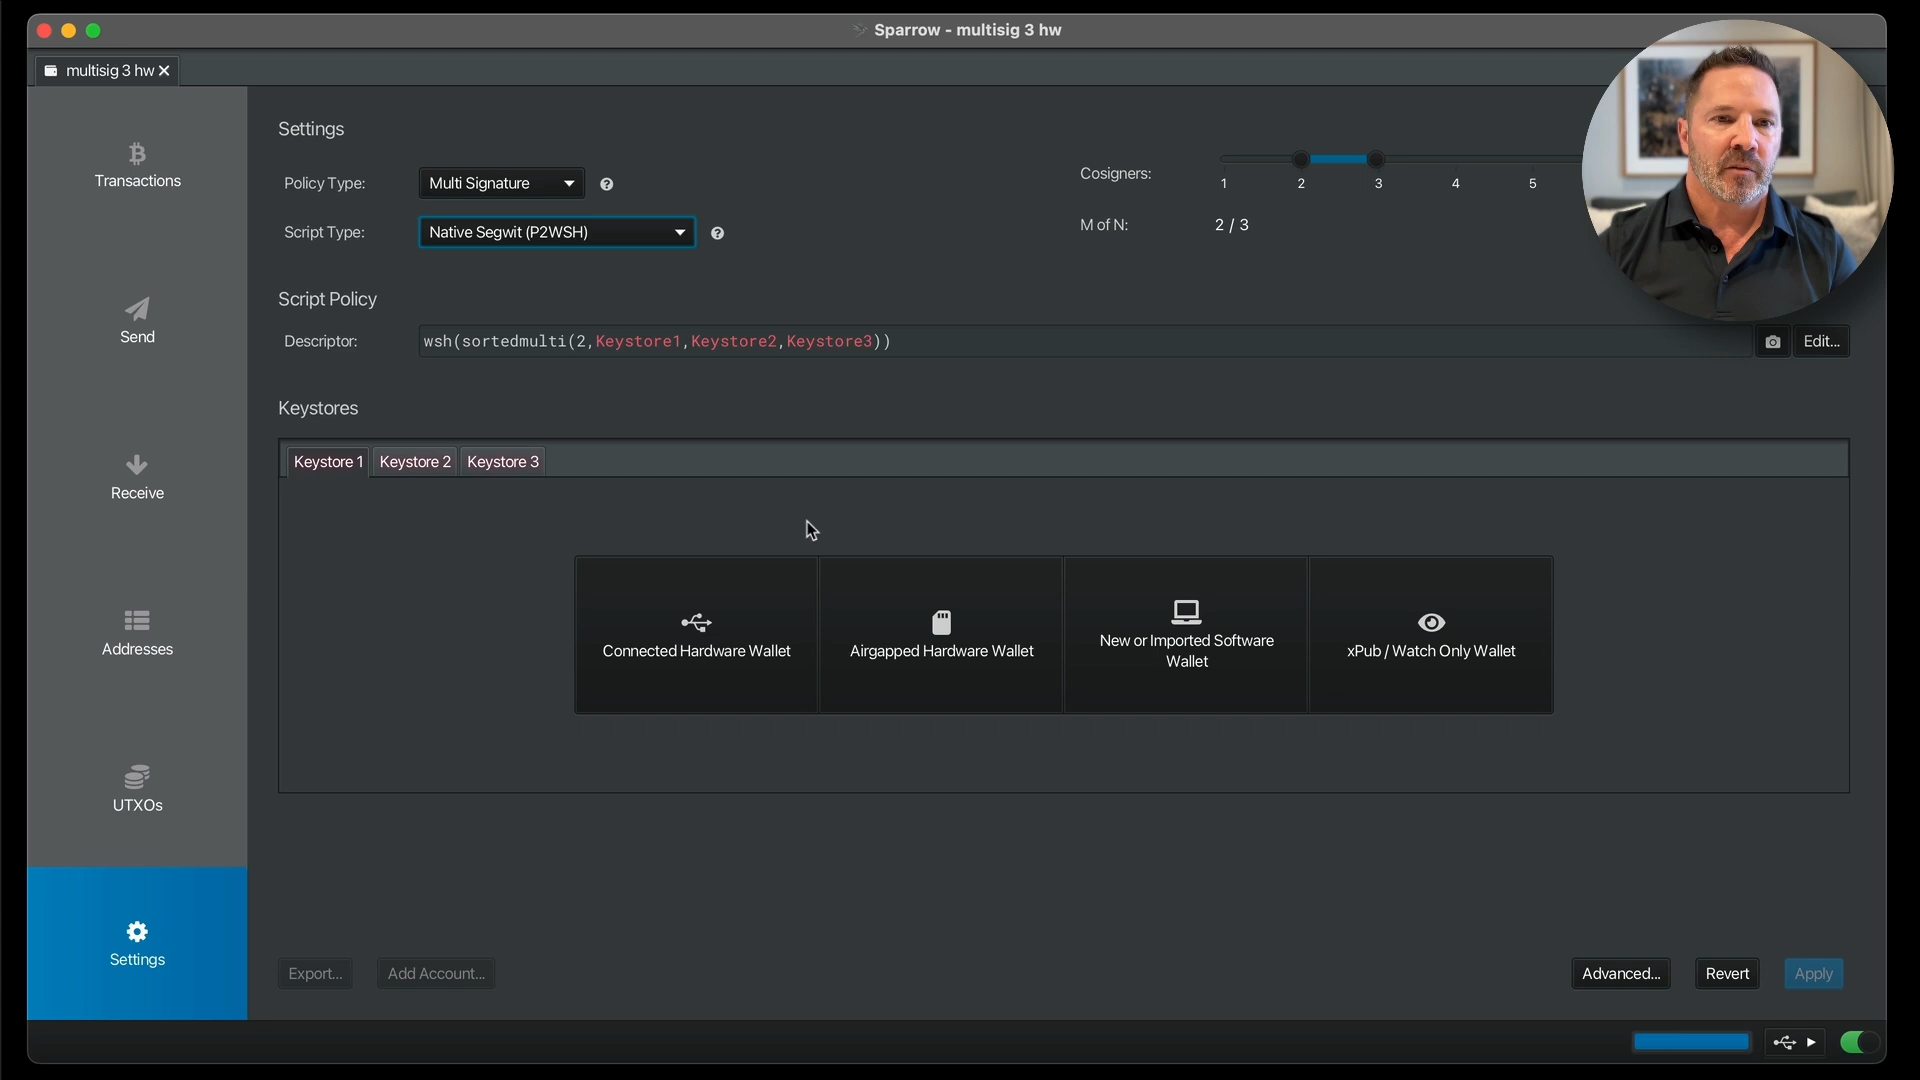 Sparrow - multisig 3 hw
multisig 3 hw
Transactions
Send
Receive
Addresses
UTXOs
Settings
Settings
Policy Type:
Multi Signature
Script Type:
Native Segwit (P2WSH)
Cosigners:
1 2 3 4 5
M of N:
2 / 3
Script Policy
Descriptor:
wsh(sortedmulti(2,Keystore1,Keystore2,Keystore3))
Edit...
Keystores
Keystore 1
Keystore 2
Keystore 3
Connected Hardware Wallet
Airgapped Hardware Wallet
New or Imported Software
Wallet
xPub / Watch Only Wallet
Export...
Add Account...
Advanced...
Revert
Apply